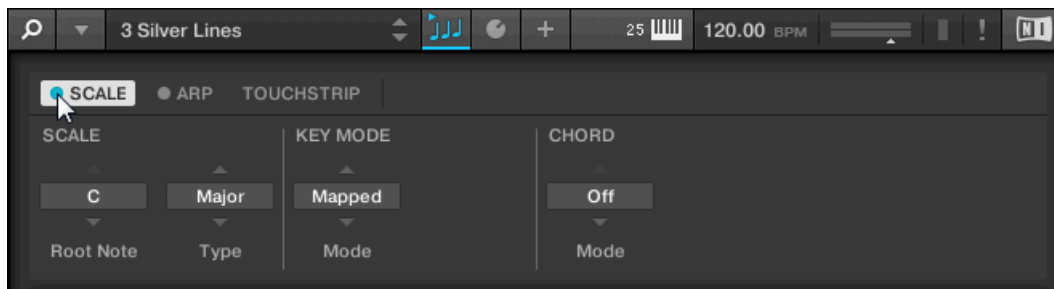 3 Silver Lines 25 120.00 BPM ! NI
SCALE ARP TOUCHSTRIP
SCALE KEY MODE CHORD
C Major Mapped Off
Root Note Type Mode Mode